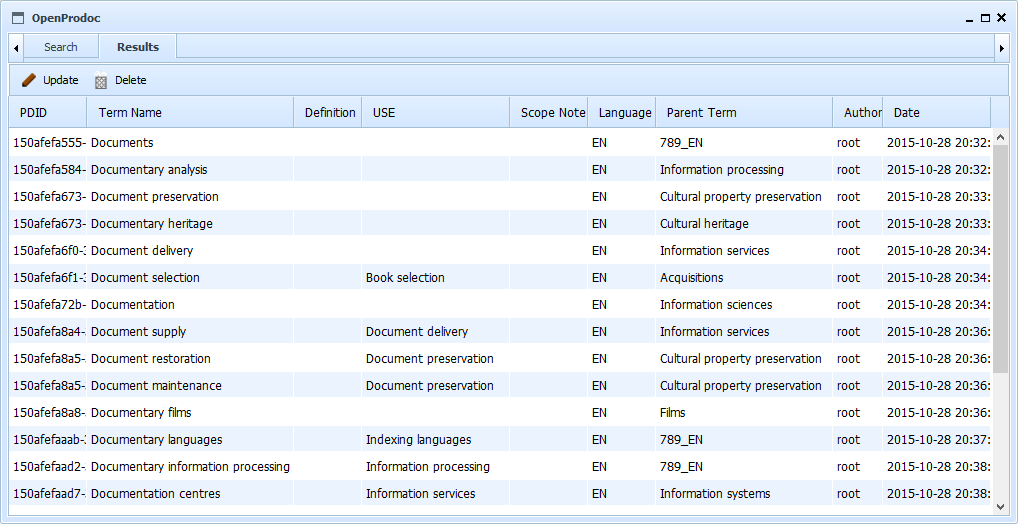 OpenProdoc
Search Results
Update Delete
PDID Term Name Definition USE Scope Note Language Parent Term Author Date
150afefa555- Documents EN 789_EN root 2015-10-28 20:32:
150afefa584- Documentary analysis EN Information processing root 2015-10-28 20:32:
150afefa673- Document preservation EN Cultural property preservation root 2015-10-28 20:33:
150afefa673- Documentary heritage EN Cultural heritage root 2015-10-28 20:33:
150afefa6f0-3 Document delivery EN Information services root 2015-10-28 20:34:
150afefa6f1-3 Document selection Book selection EN Acquisitions root 2015-10-28 20:34:
150afefa72b- Documentation EN Information sciences root 2015-10-28 20:34:
150afefa8a4- Document supply Document delivery EN Information services root 2015-10-28 20:36:
150afefa8a5- Document restoration Document preservation EN Cultural property preservation root 2015-10-28 20:36:
150afefa8a5- Document maintenance Document preservation EN Cultural property preservation root 2015-10-28 20:36:
150afefa8a8- Documentary films EN Films root 2015-10-28 20:36:
150afefaaab-3 Documentary languages Indexing languages EN 789_EN root 2015-10-28 20:37:
150afefaad2- Documentary information processing Information processing EN 789_EN root 2015-10-28 20:38:
150afefaad7- Documentation centres Information services EN Information systems root 2015-10-28 20:38: